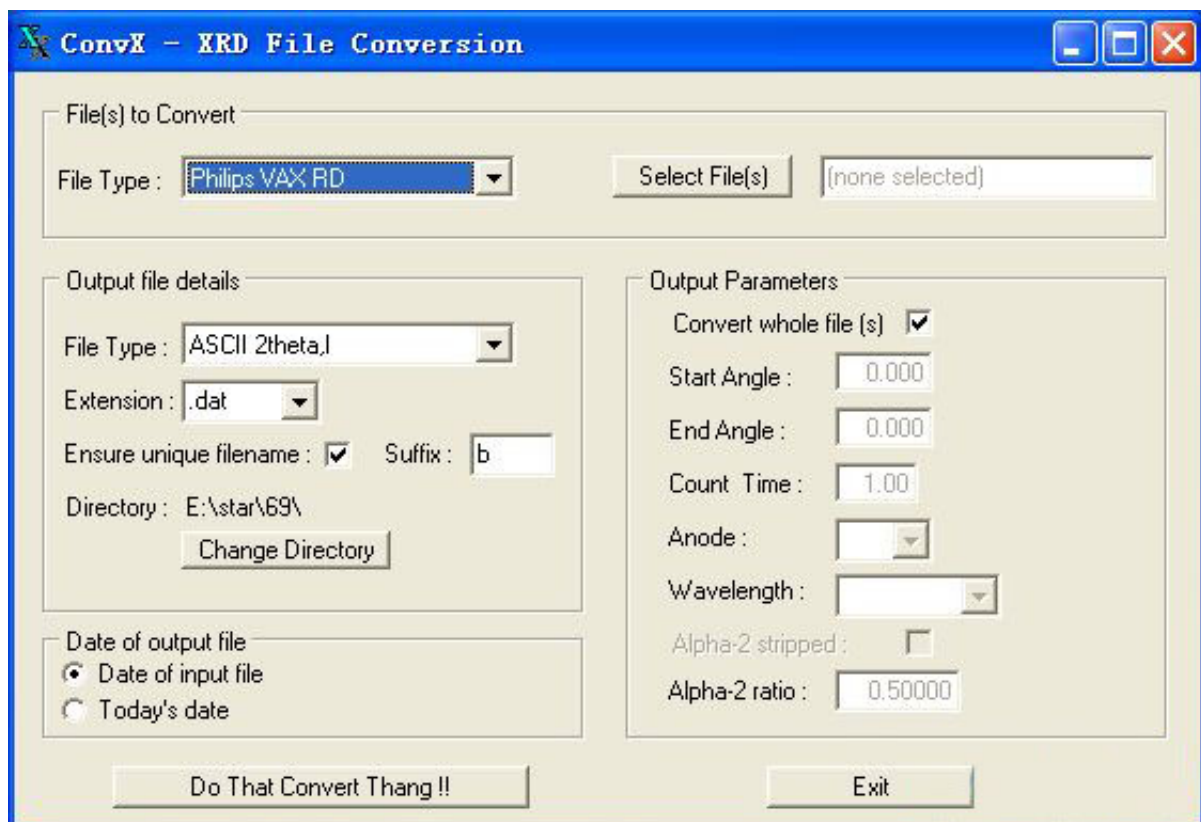 ConvX - XRD File Conversion
File(s) to Convert
File Type : Philips VAX RD
Select File(s) (none selected)
Output file details
File Type : ASCII 2theta,I
Extension : .dat
Ensure unique filename : Suffix : b
Directory : E:\star\69\
Change Directory
Output Parameters
Convert whole file (s)
Start Angle : 0.000
End Angle : 0.000
Count Time : 1.00
Anode :
Wavelength :
Alpha-2 stripped :
Alpha-2 ratio : 0.50000
Date of output file
Date of input file
Today's date
Do That Convert Thang !!
Exit